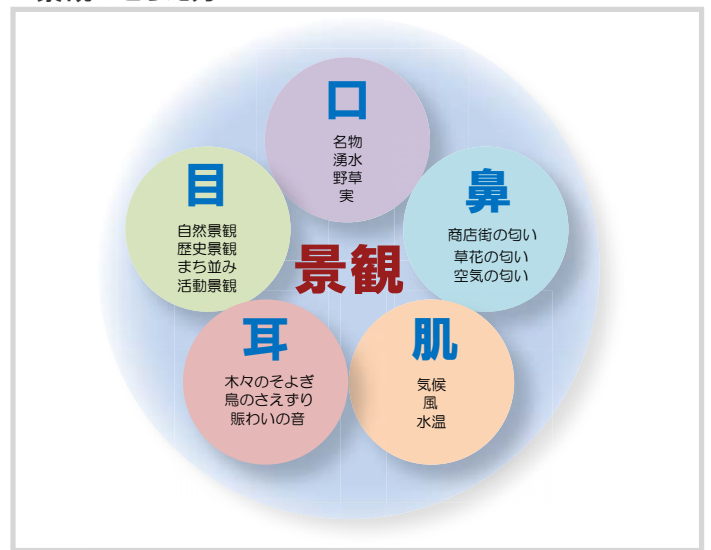 口
名物
湧水
野草
実
目
自然景観
歴史景観
まち並み
活動景観
鼻
商店街の匂い
草花の匂い
空気の匂い
景観
耳
木々のそよぎ
鳥のさえずり
賑わいの音
肌
気候
風
水温